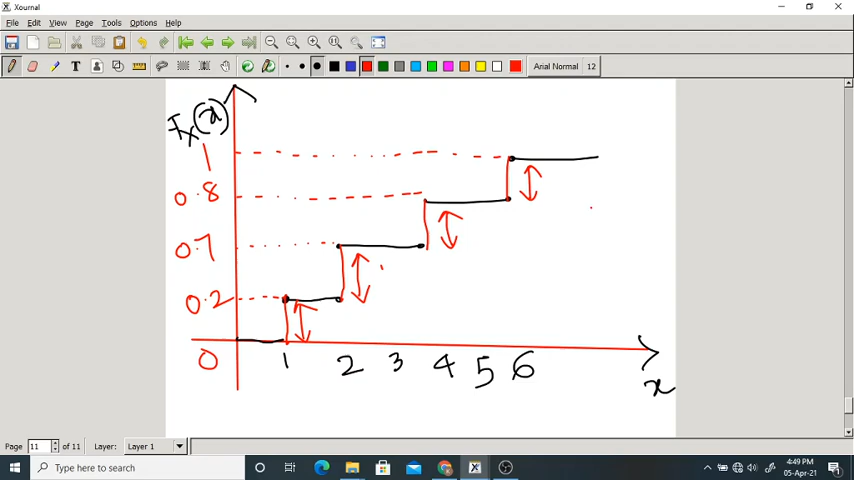 Xournal
File Edit View Page Tools Options Help
Arial Normal 12
Fx(x)
1
0.8
0.7
0.2
0
1 2 3 4 5 6
x
Page 11 of 11 Layer: Layer 1
Type here to search
4:49 PM
05-Apr-21